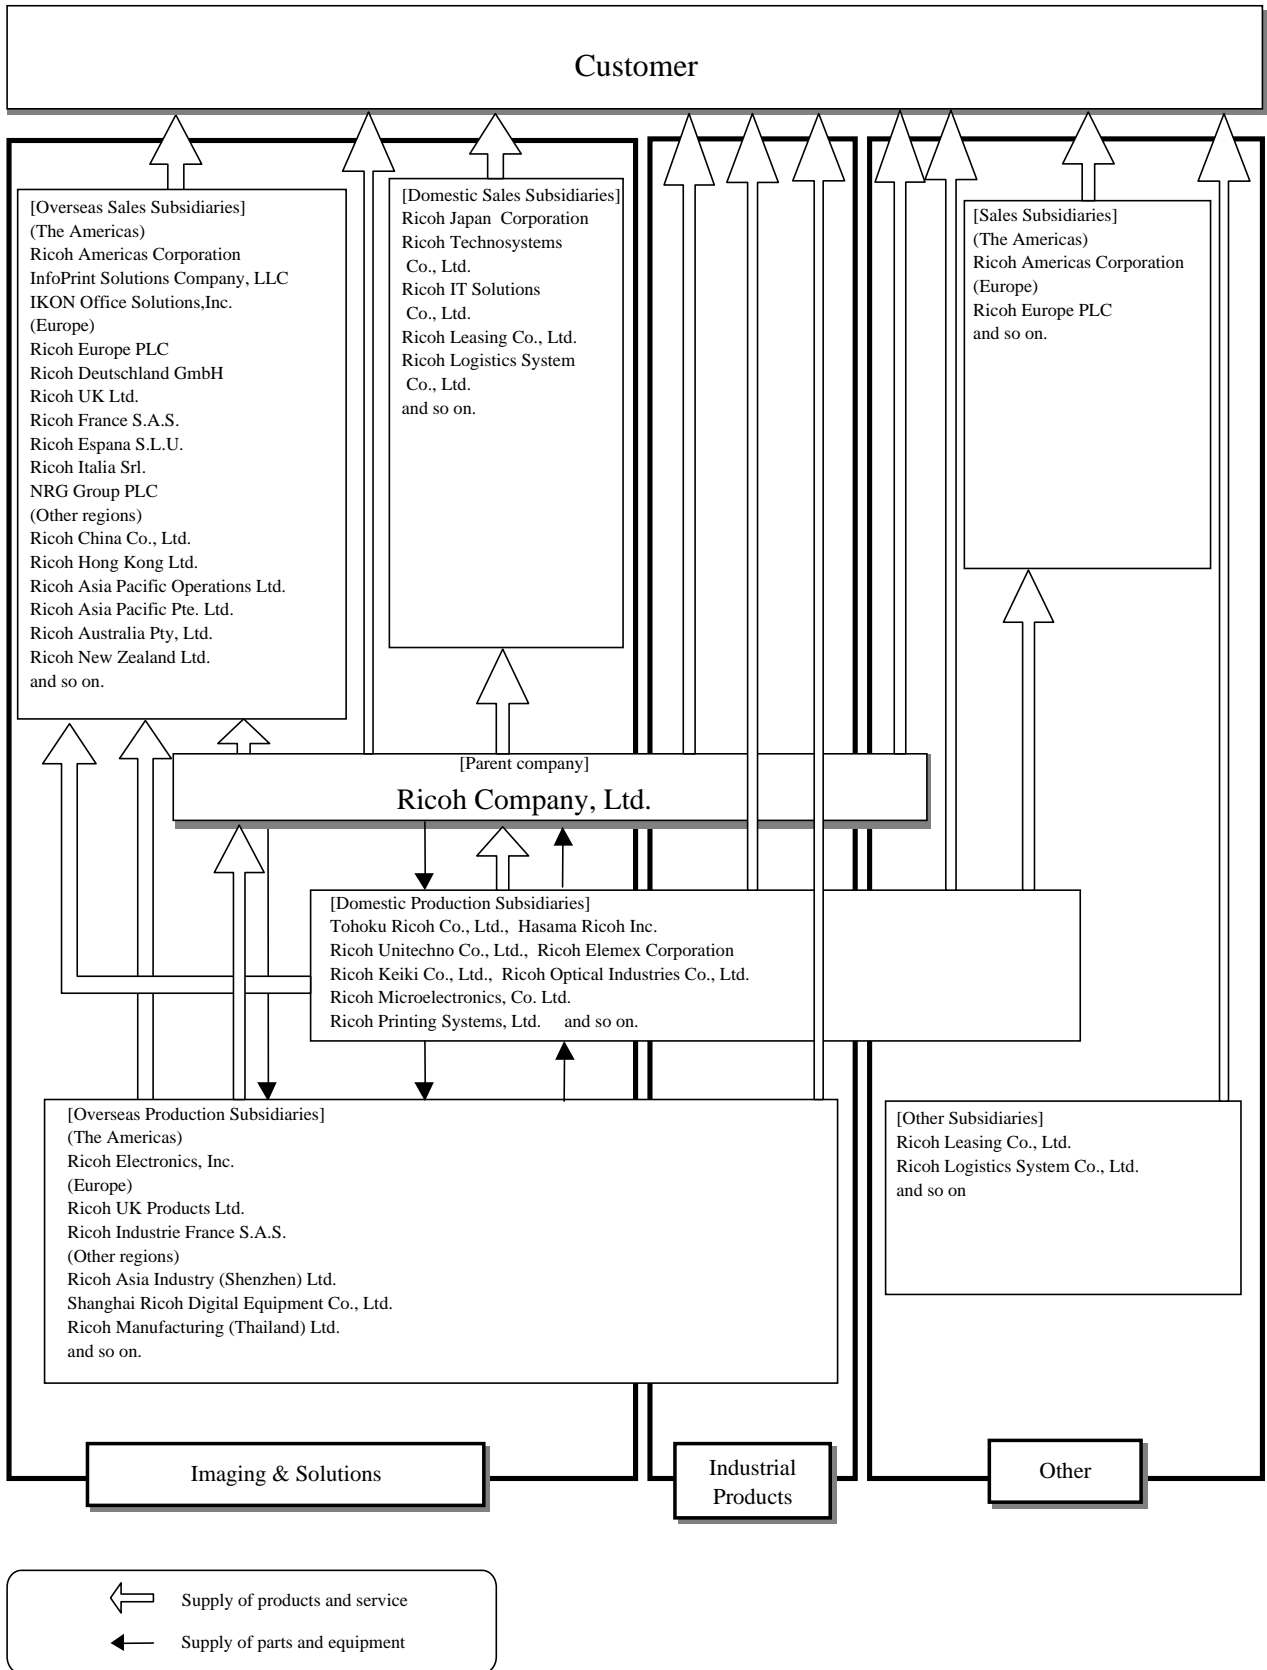 Customer
[Overseas Sales Subsidiaries]
(The Americas)
Ricoh Americas Corporation
InfoPrint Solutions Company, LLC
IKON Office Solutions,Inc.
(Europe)
Ricoh Europe PLC
Ricoh Deutschland GmbH
Ricoh UK Ltd.
Ricoh France S.A.S.
Ricoh Espana S.L.U.
Ricoh Italia Srl.
NRG Group PLC
(Other regions)
Ricoh China Co., Ltd.
Ricoh Hong Kong Ltd.
Ricoh Asia Pacific Operations Ltd.
Ricoh Asia Pacific Pte. Ltd.
Ricoh Australia Pty, Ltd.
Ricoh New Zealand Ltd.
and so on.
[Domestic Sales Subsidiaries]
Ricoh Japan Corporation
Ricoh Technosystems
Co., Ltd.
Ricoh IT Solutions
Co., Ltd.
Ricoh Leasing Co., Ltd.
Ricoh Logistics System
Co., Ltd.
and so on.
[Sales Subsidiaries]
(The Americas)
Ricoh Americas Corporation
(Europe)
Ricoh Europe PLC
and so on.
[Parent company]
Ricoh Company, Ltd.
[Domestic Production Subsidiaries]
Tohoku Ricoh Co., Ltd., Hasama Ricoh Inc.
Ricoh Unitechno Co., Ltd., Ricoh Elemex Corporation
Ricoh Keiki Co., Ltd., Ricoh Optical Industries Co., Ltd.
Ricoh Microelectronics, Co. Ltd.
Ricoh Printing Systems, Ltd. and so on.
[Overseas Production Subsidiaries]
(The Americas)
Ricoh Electronics, Inc.
(Europe)
Ricoh UK Products Ltd.
Ricoh Industrie France S.A.S.
(Other regions)
Ricoh Asia Industry (Shenzhen) Ltd.
Shanghai Ricoh Digital Equipment Co., Ltd.
Ricoh Manufacturing (Thailand) Ltd.
and so on.
[Other Subsidiaries]
Ricoh Leasing Co., Ltd.
Ricoh Logistics System Co., Ltd.
and so on
Imaging & Solutions
Industrial
Products
Other
Supply of products and service
Supply of parts and equipment